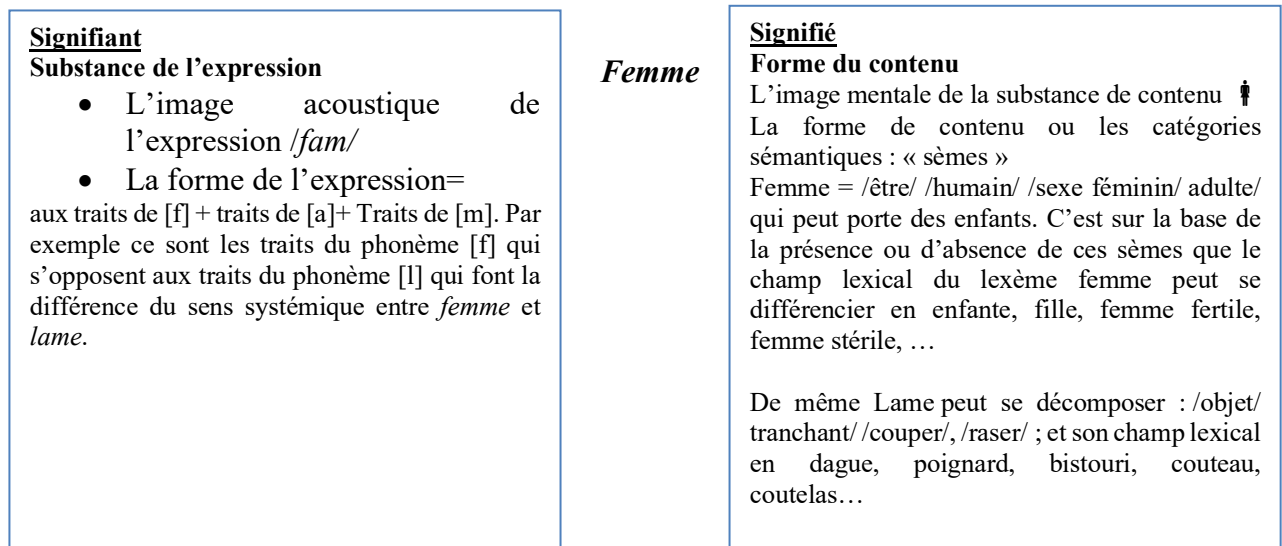 Signifiant
Substance de l’expression
• L’image acoustique de
l’expression /fam/
• La forme de l’expression=
aux traits de [f] + traits de [a]+ Traits de [m]. Par
exemple ce sont les traits du phonème [f] qui
s’opposent aux traits du phonème [l] qui font la
différence du sens systémique entre femme et
lame.
Femme
Signifié
Forme du contenu
L’image mentale de la substance de contenu
La forme de contenu ou les catégories
sémantiques : « sèmes »
Femme = /être/ /humain/ /sexe féminin/ adulte/
qui peut porte des enfants. C’est sur la base de
la présence ou d’absence de ces sèmes que le
champ lexical du lexème femme peut se
différencier en enfante, fille, femme fertile,
femme stérile, …
De même Lame peut se décomposer : /objet/
tranchant/ /couper/, /raser/ ; et son champ lexical
en dague, poignard, bistouri, couteau,
coutelas…